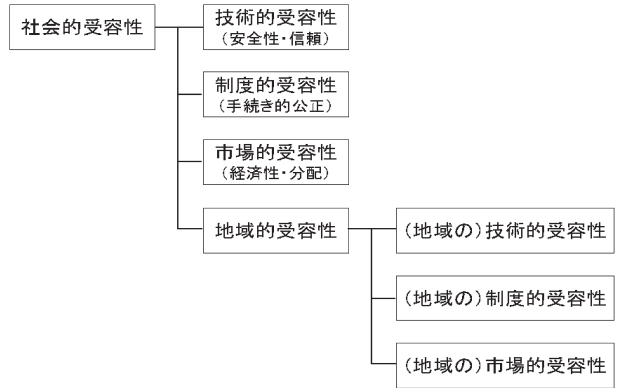 社会的受容性
技術的受容性
(安全性・信頼)
制度的受容性
(手続き的公正)
市場的受容性
(経済性・分配)
地域的受容性
(地域の)技術的受容性
(地域の)制度的受容性
(地域の)市場的受容性